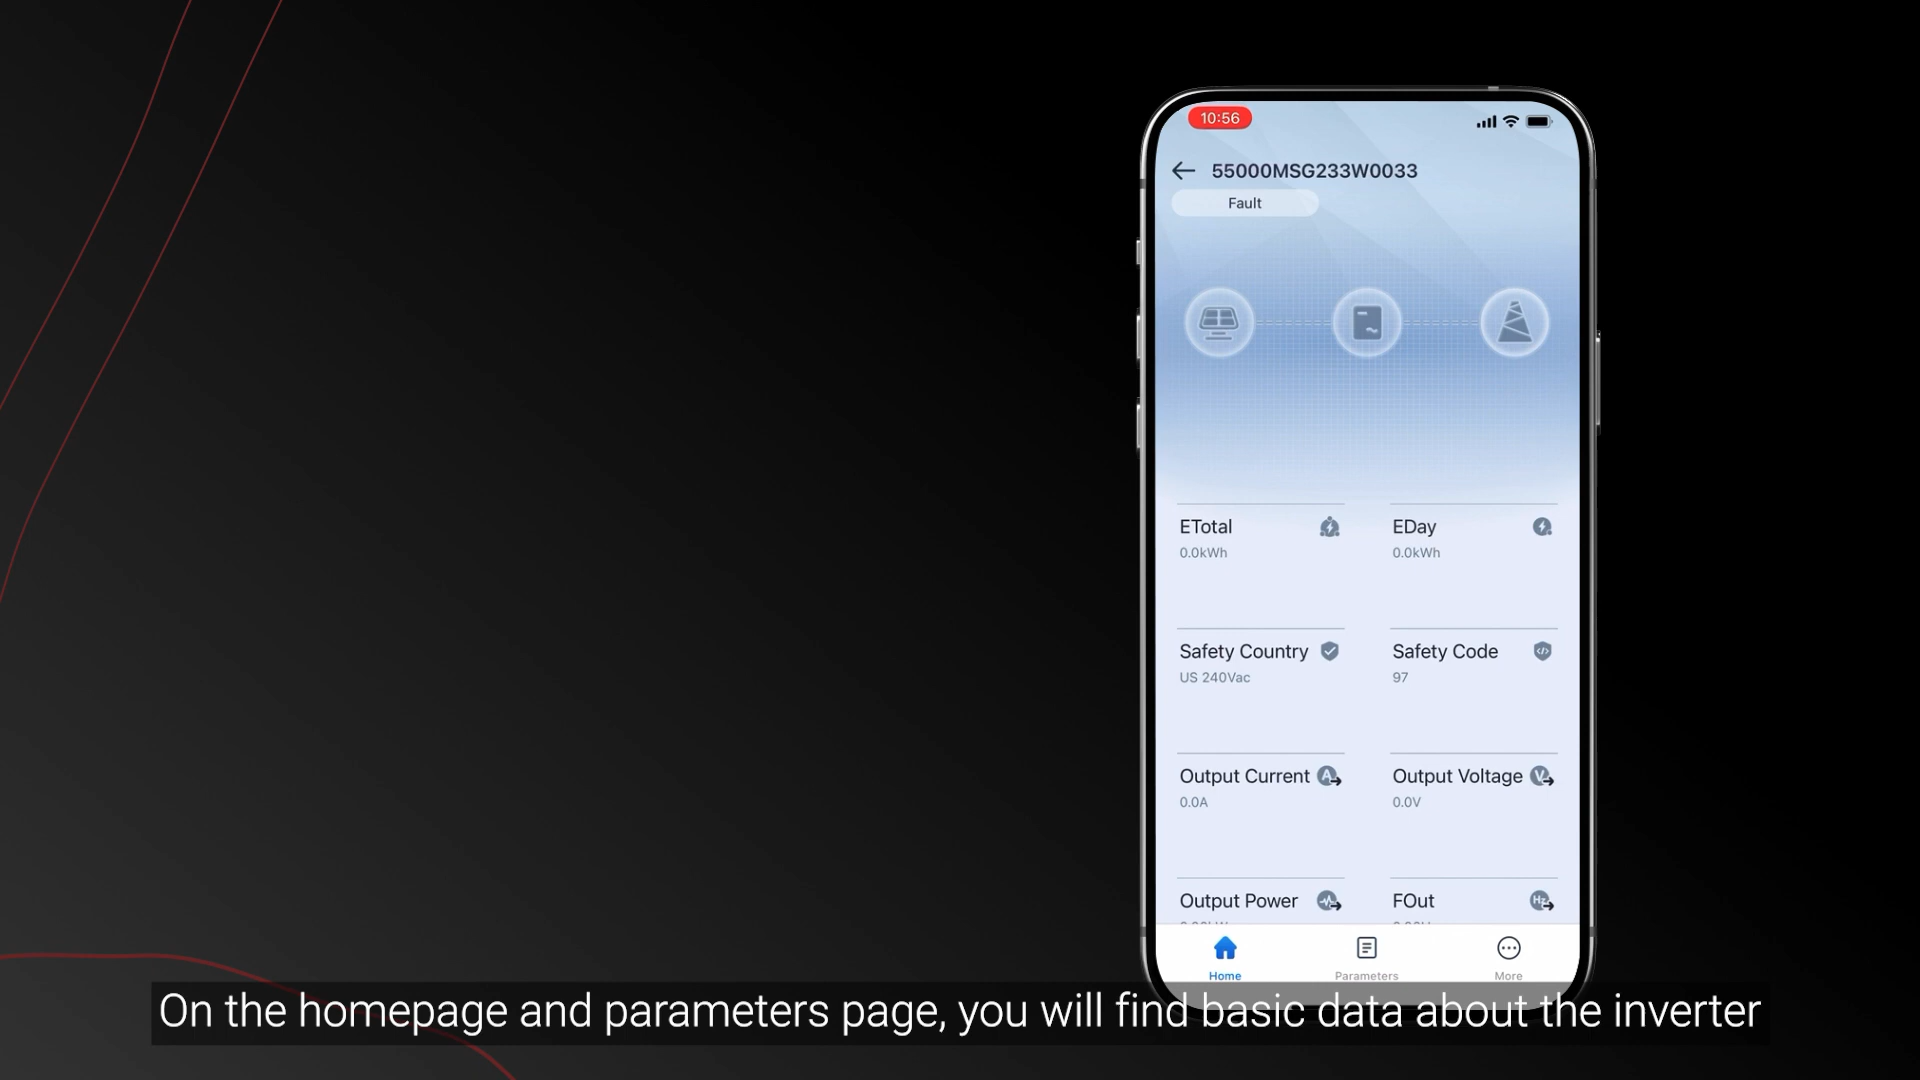 10:56
55000MSG233W0033
Fault
ETotal
0.0kWh
EDay
0.0kWh
Safety Country
US 240Vac
Safety Code
97
Output Current
0.0A
Output Voltage
0.0V
Output Power
FOut
Home
Parameters
More
On the homepage and parameters page, you will find basic data about the inverter